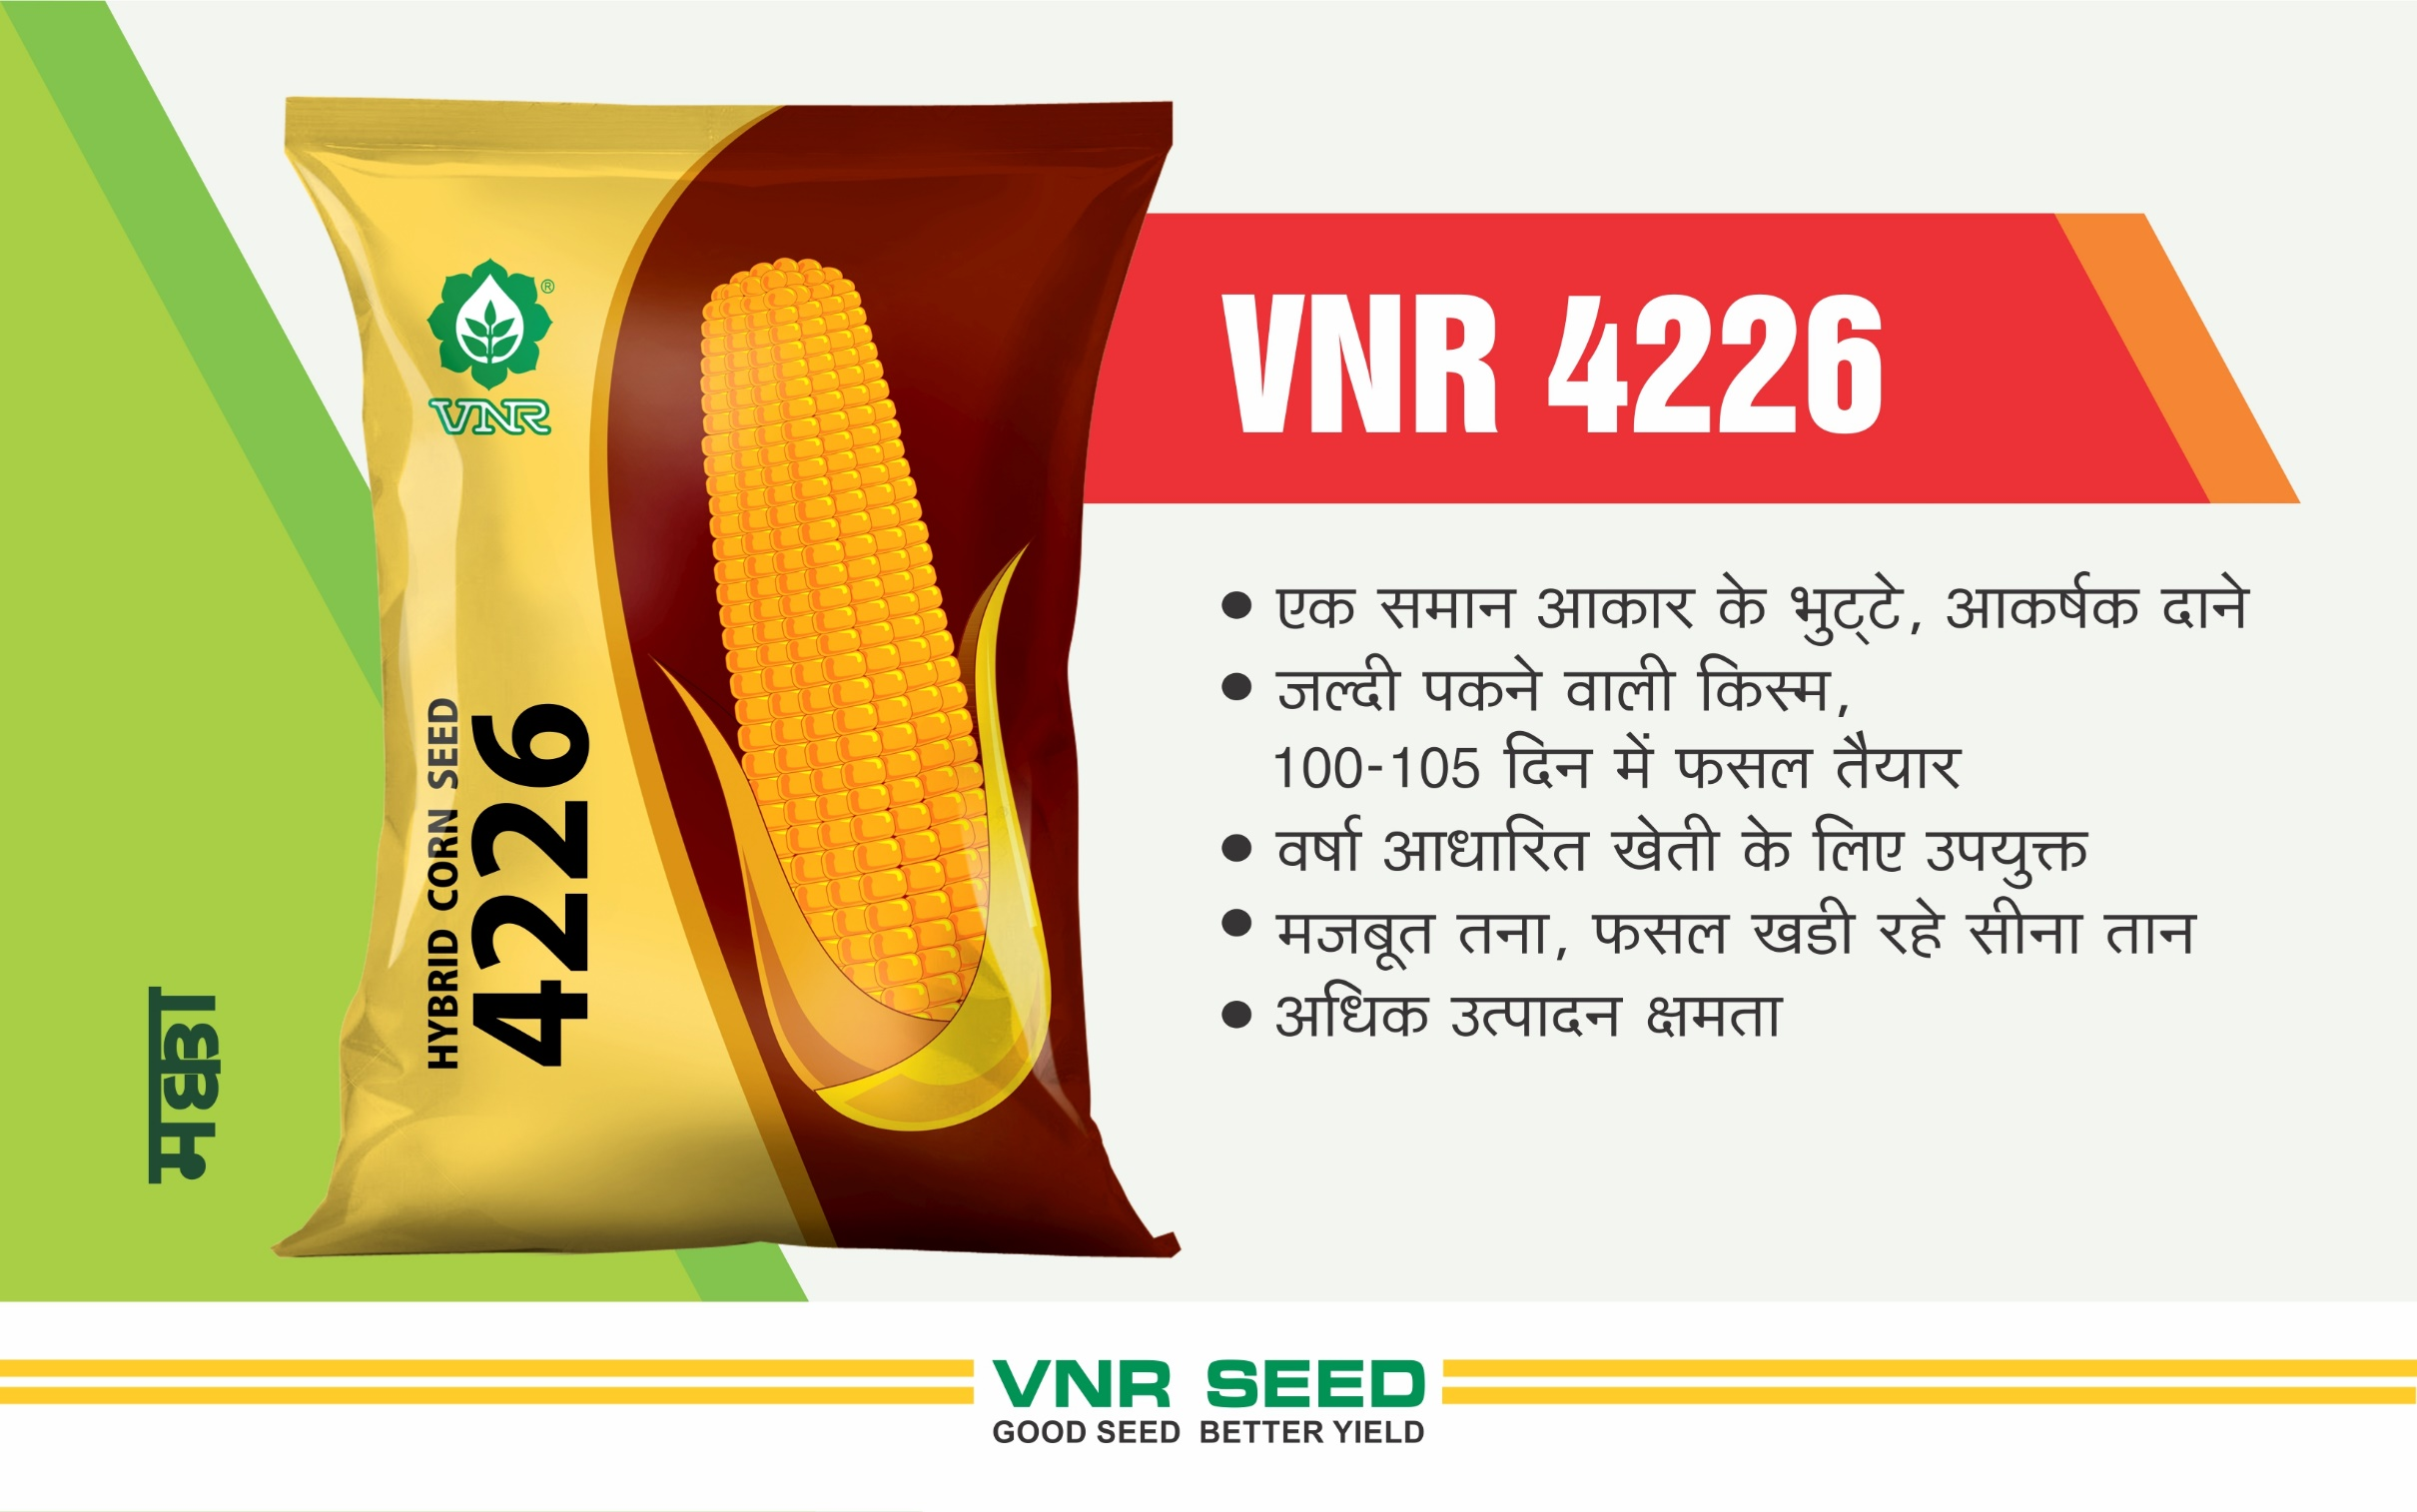 ®
VNR
HYBRID CORN SEED
4226
मक्का
VNR 4226
● एक समान आकार के भुट्टे, आकर्षक दाने
● जल्दी पकने वाली किस्म,
100-105 दिन में फसल तैयार
● वर्षा आधारित खेती के लिए उपयुक्त
● मजबूत तना, फसल खडी रहे सीना तान
● अधिक उत्पादन क्षमता
VNR SEED
GOOD SEED BETTER YIELD